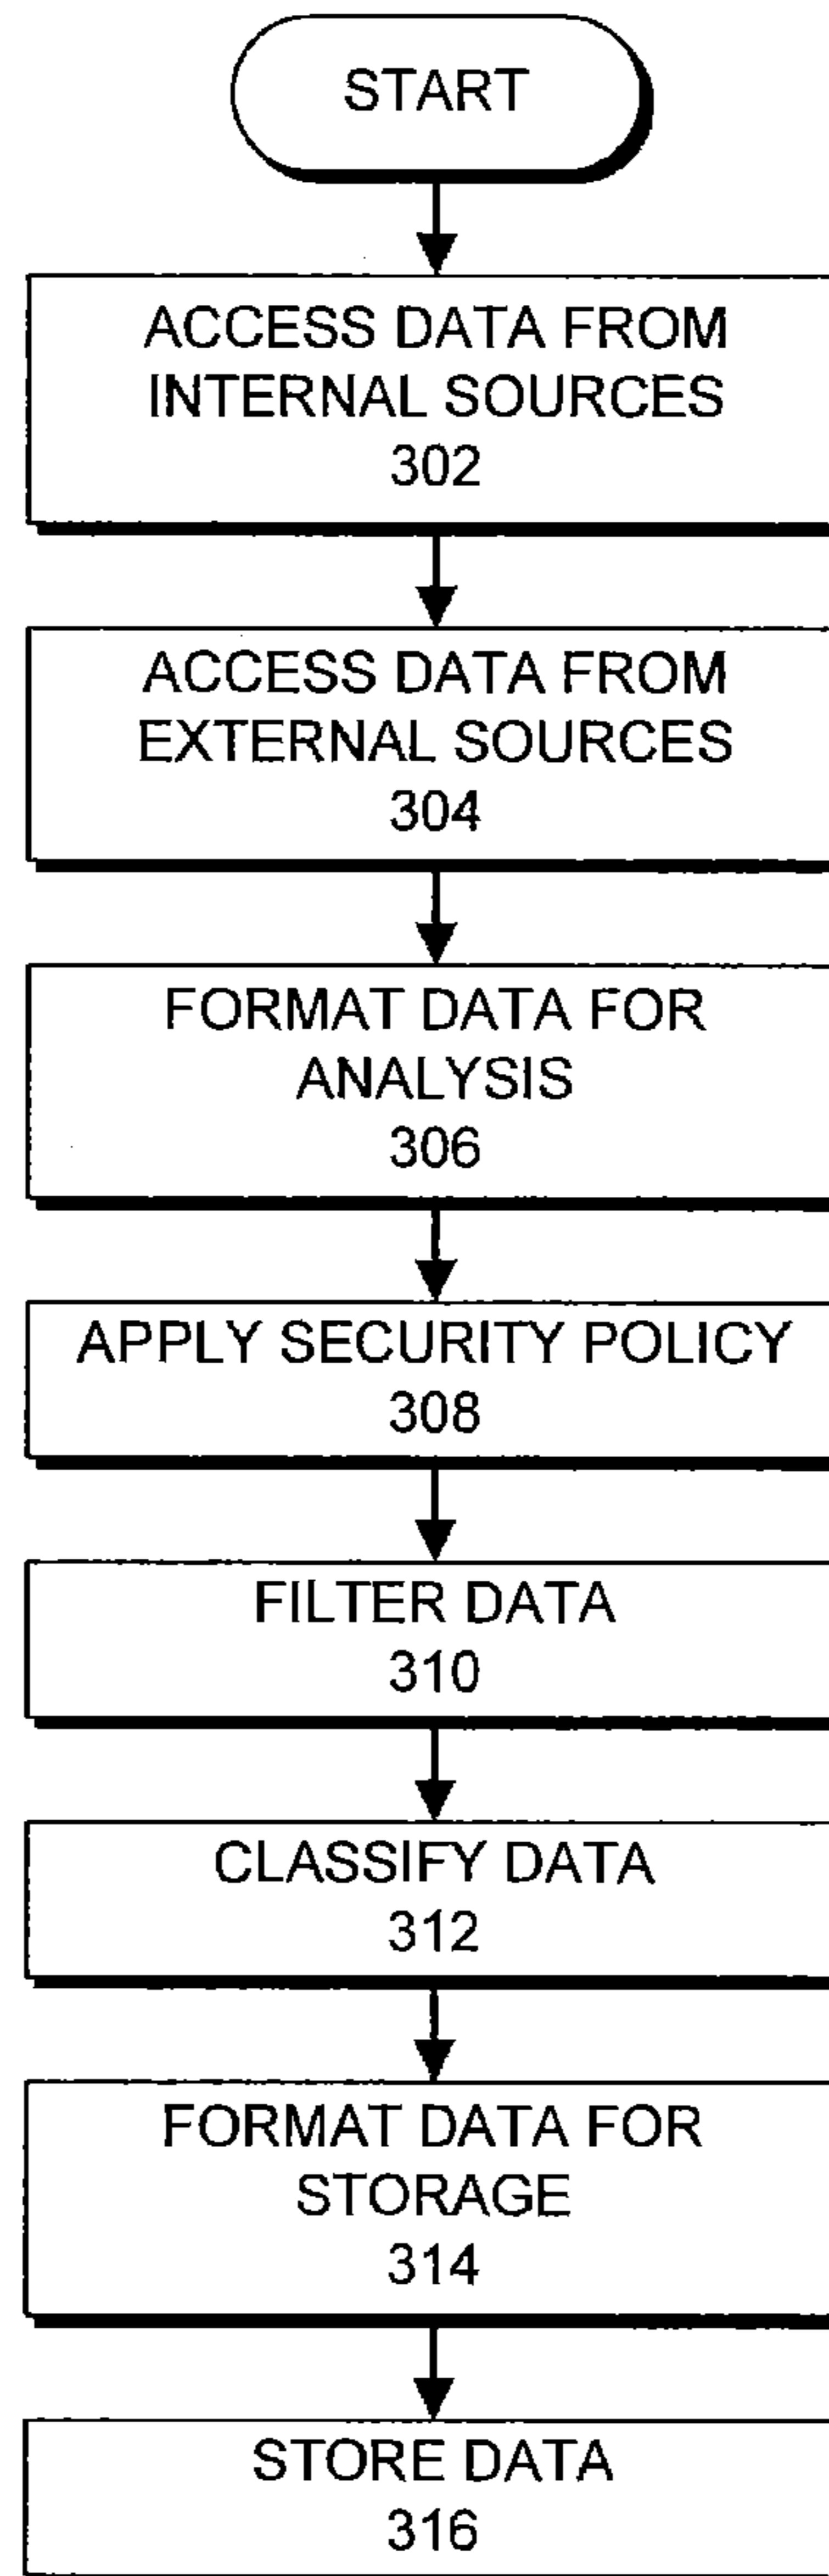 START
ACCESS DATA FROM
INTERNAL SOURCES
302
ACCESS DATA FROM
EXTERNAL SOURCES
304
FORMAT DATA FOR
ANALYSIS
306
APPLY SECURITY POLICY
308
FILTER DATA
310
CLASSIFY DATA
312
FORMAT DATA FOR
STORAGE
314
STORE DATA
316